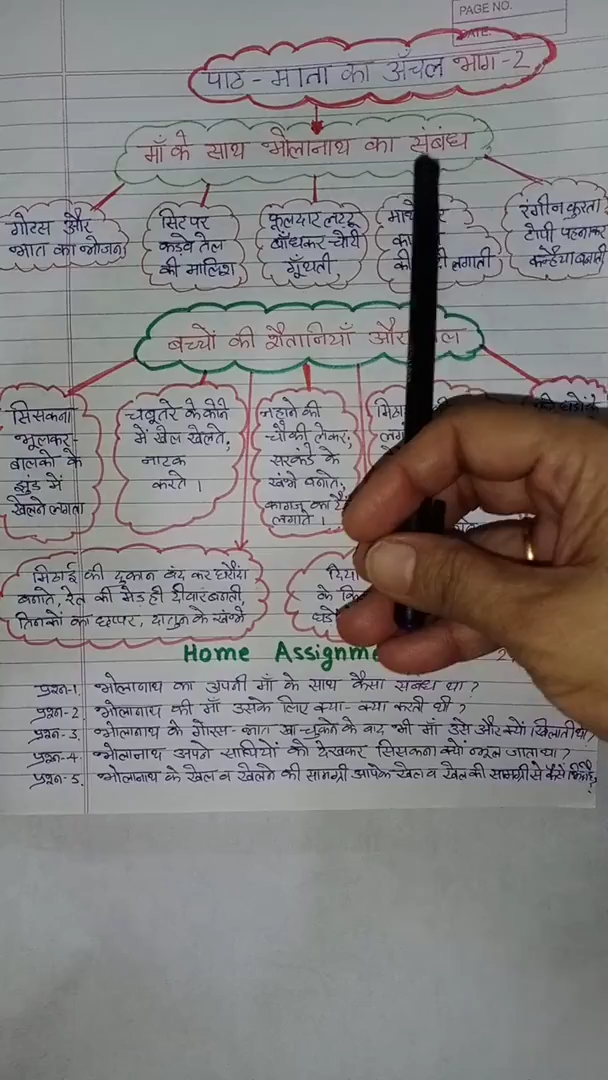 PAGE NO.
DATE
पाठ - माता का अँचल भाग-2
माँ के साथ भोलानाथ का संबंध
गोरस और
भात का भोजन
सिर पर
कडवे तेल
की मालिश
फूलदार लट्टू
बाँधकर चोटी
गूँथती
की लगाती
रंगीन कुरता
टोपी पहनाकर
कन्हैया बनाती
बच्चों की शैतानियाँ और
सिसकना
भूलकर
बालकों के
झुंड में
खेलने लगता
चबूतरे के कोने
में खेल खेलते,
नाटक
करते ।
नहाने की
चौकी लेकर,
सरकंडे के
खंभे बनाते,
कागज का
लगाते ।
मिठाई की दूकान बंद कर घरौंदा
बनाते, रेत की मेड ही दीवार बनती,
तिनकों का छप्पर, दातुन के खंभे
के
Home Assignme
प्रश्न-1. भोलानाथ का अपनी माँ के साथ कैसा संबंध था ?
प्रश्न-2 भोलानाथ की माँ उसके लिए क्या-क्या करती थी ?
प्रश्न-3 भोलानाथ के गोरस-भात खा चुकने के बाद भी माँ उसे और क्यों खिलाती थी ?
प्रश्न-4. भोलानाथ अपने साथियों को देखकर सिसकना क्यों भूल जाता था ?
प्रश्न-5. भोलानाथ के खेल व खेलने की सामग्री आपके खेल व खेल की सामग्री से कैसे भिन्न है ?